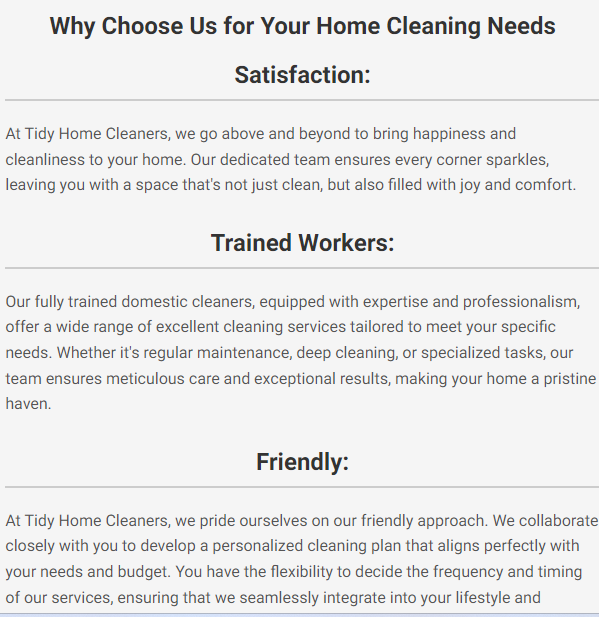 Why Choose Us for Your Home Cleaning Needs
Satisfaction:
At Tidy Home Cleaners, we go above and beyond to bring happiness and
cleanliness to your home. Our dedicated team ensures every corner sparkles,
leaving you with a space that's not just clean, but also filled with joy and comfort.
Trained Workers:
Our fully trained domestic cleaners, equipped with expertise and professionalism,
offer a wide range of excellent cleaning services tailored to meet your specific
needs. Whether it's regular maintenance, deep cleaning, or specialized tasks, our
team ensures meticulous care and exceptional results, making your home a pristine
haven.
Friendly:
At Tidy Home Cleaners, we pride ourselves on our friendly approach. We collaborate
closely with you to develop a personalized cleaning plan that aligns perfectly with
your needs and budget. You have the flexibility to decide the frequency and timing
of our services, ensuring that we seamlessly integrate into your lifestyle and